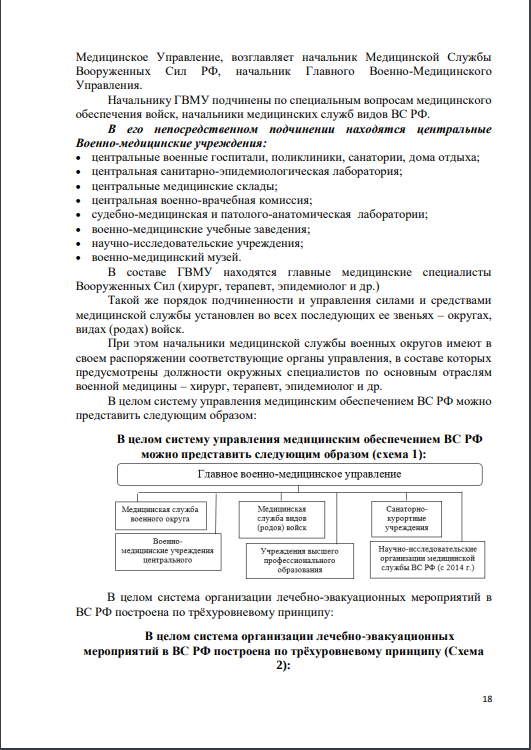 Медицинское Управление, возглавляет начальник Медицинской Службы
Вооруженных Сил РФ, начальник Главного Военно-Медицинского
Управления.
Начальнику ГВМУ подчинены по специальным вопросам медицинского
обеспечения войск, начальники медицинских служб видов ВС РФ.
В его непосредственном подчинении находятся центральные
Военно-медицинские учреждения:
• центральные военные госпитали, поликлиники, санатории, дома отдыха;
• центральная санитарно-эпидемиологическая лаборатория;
• центральные медицинские склады;
• центральная военно-врачебная комиссия;
• судебно-медицинская и патолого-анатомическая лаборатории;
• военно-медицинские учебные заведения;
• научно-исследовательские учреждения;
• военно-медицинский музей.
В составе ГВМУ находятся главные медицинские специалисты
Вооруженных Сил (хирург, терапевт, эпидемиолог и др.)
Такой же порядок подчиненности и управления силами и средствами
медицинской службы установлен во всех последующих ее звеньях – округах,
видах (родах) войск.
При этом начальники медицинской службы военных округов имеют в
своем распоряжении соответствующие органы управления, в составе которых
предусмотрены должности окружных специалистов по основным отраслям
военной медицины – хирург, терапевт, эпидемиолог и др.
В целом систему управления медицинским обеспечением ВС РФ можно
представить следующим образом:
В целом систему управления медицинским обеспечением ВС РФ
можно представить следующим образом (схема 1):
Главное военно-медицинское управление
Медицинская служба
военного округа
Медицинская
служба видов
(родов) войск
Санаторно-
курортные
учреждения
Военно-
медицинские учреждения
центрального
Учреждения высшего
профессионального
образования
Научно-исследовательские
организации медицинской
службы ВС РФ (с 2014 г.)
В целом система организации лечебно-эвакуационных мероприятий в
ВС РФ построена по трёхуровневому принципу:
В целом система организации лечебно-эвакуационных
мероприятий в ВС РФ построена по трёхуровневому принципу (Схема
2):
18